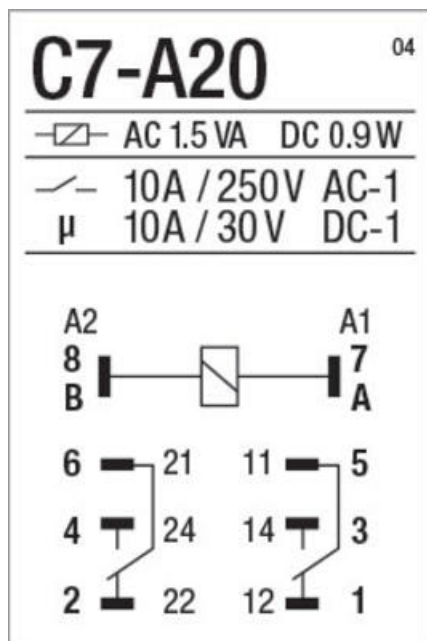 C7-A20 04
AC 1.5 VA DC 0.9 W
10A / 250V AC-1
µ 10A / 30V DC-1
A2 A1
8 7
B A
6 21 11 5
4 24 14 3
2 22 12 1